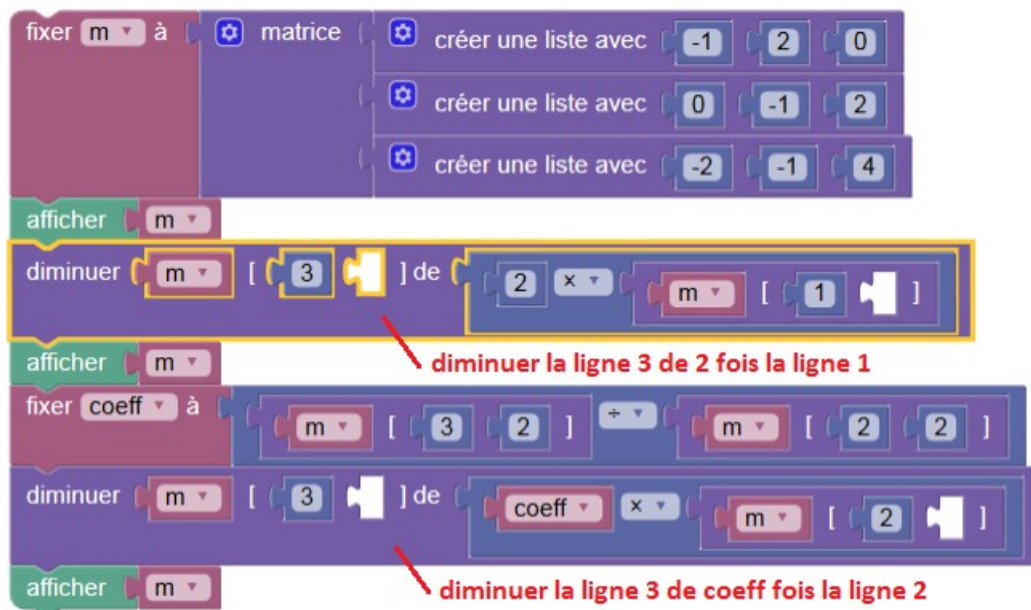 fixer m à matrice créer une liste avec -1 2 0
créer une liste avec 0 -1 2
créer une liste avec -2 -1 4
afficher m
diminuer m [ 3 ] de 2 × m [ 1 ]
diminuer la ligne 3 de 2 fois la ligne 1
afficher m
fixer coeff à m [ 3 2 ] ÷ m [ 2 2 ]
diminuer m [ 3 ] de coeff × m [ 2 ]
diminuer la ligne 3 de coeff fois la ligne 2
afficher m